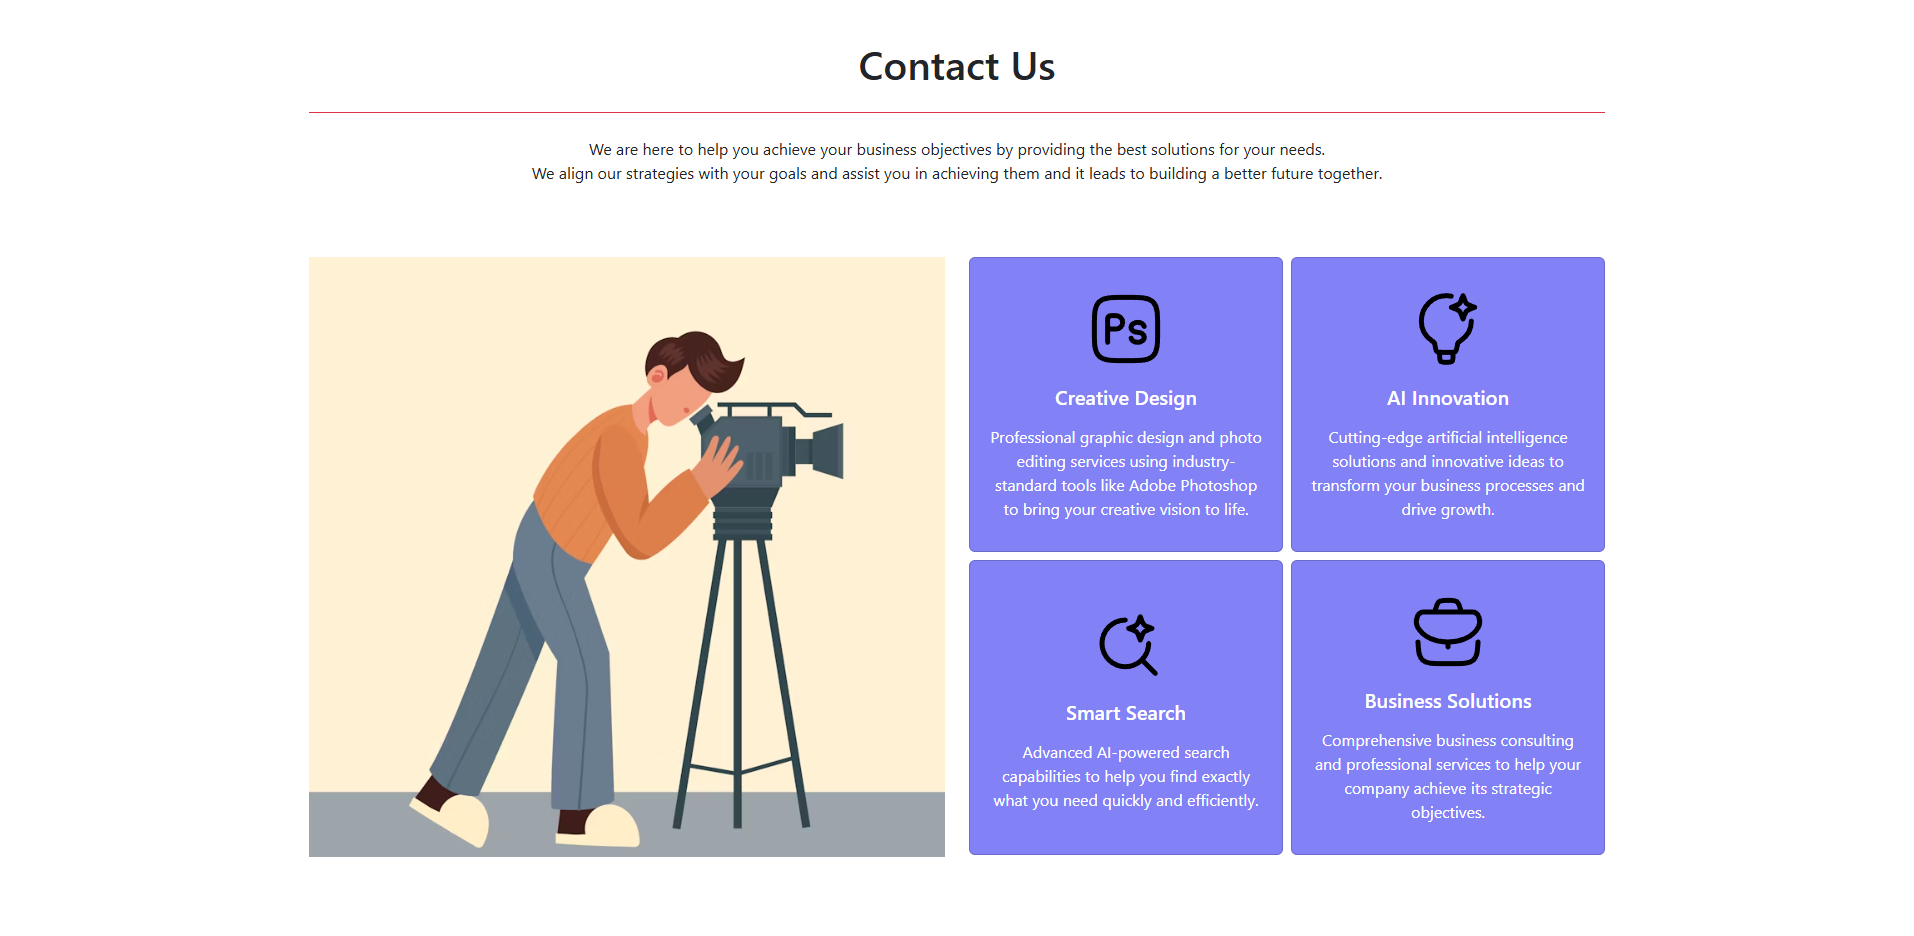 Contact Us
We are here to help you achieve your business objectives by providing the best solutions for your needs.
We align our strategies with your goals and assist you in achieving them and it leads to building a better future together.
Ps
Creative Design
Professional graphic design and photo
editing services using industry-
standard tools like Adobe Photoshop
to bring your creative vision to life.
AI Innovation
Cutting-edge artificial intelligence
solutions and innovative ideas to
transform your business processes and
drive growth.
Smart Search
Advanced AI-powered search
capabilities to help you find exactly
what you need quickly and efficiently.
Business Solutions
Comprehensive business consulting
and professional services to help your
company achieve its strategic
objectives.